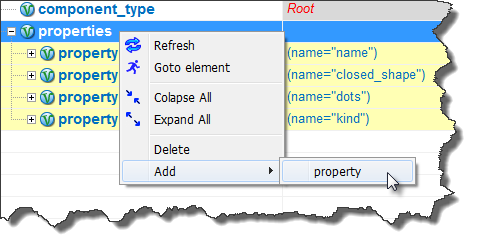 component_type Root
properties
property (name="name")
property (name="closed_shape")
property (name="dots")
property (name="kind")
Refresh
Goto element
Colapse All
Expand All
Delete
Add
property